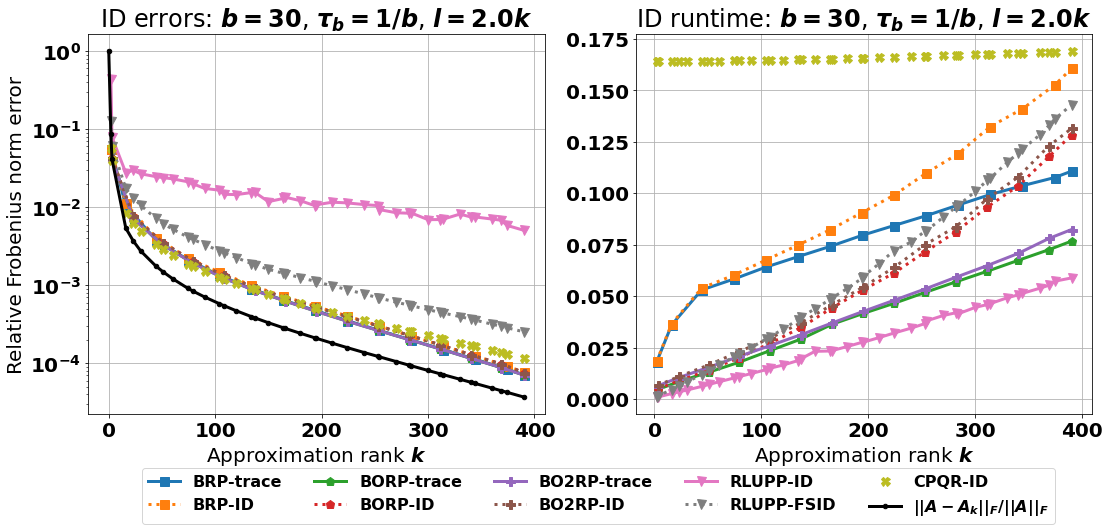 ID errors: b = 30, τ_b = 1/b, l = 2.0k
Relative Frobenius norm error
10^0
10^-1
10^-2
10^-3
10^-4
0 100 200 300 400
Approximation rank k
ID runtime: b = 30, τ_b = 1/b, l = 2.0k
0.175
0.150
0.125
0.100
0.075
0.050
0.025
0.000
0 100 200 300 400
Approximation rank k
BRP-trace BORP-trace BO2RP-trace RLUPP-ID CPQR-ID
BRP-ID BORP-ID BO2RP-ID RLUPP-FSID ||A − A_k||_F/||A||_F